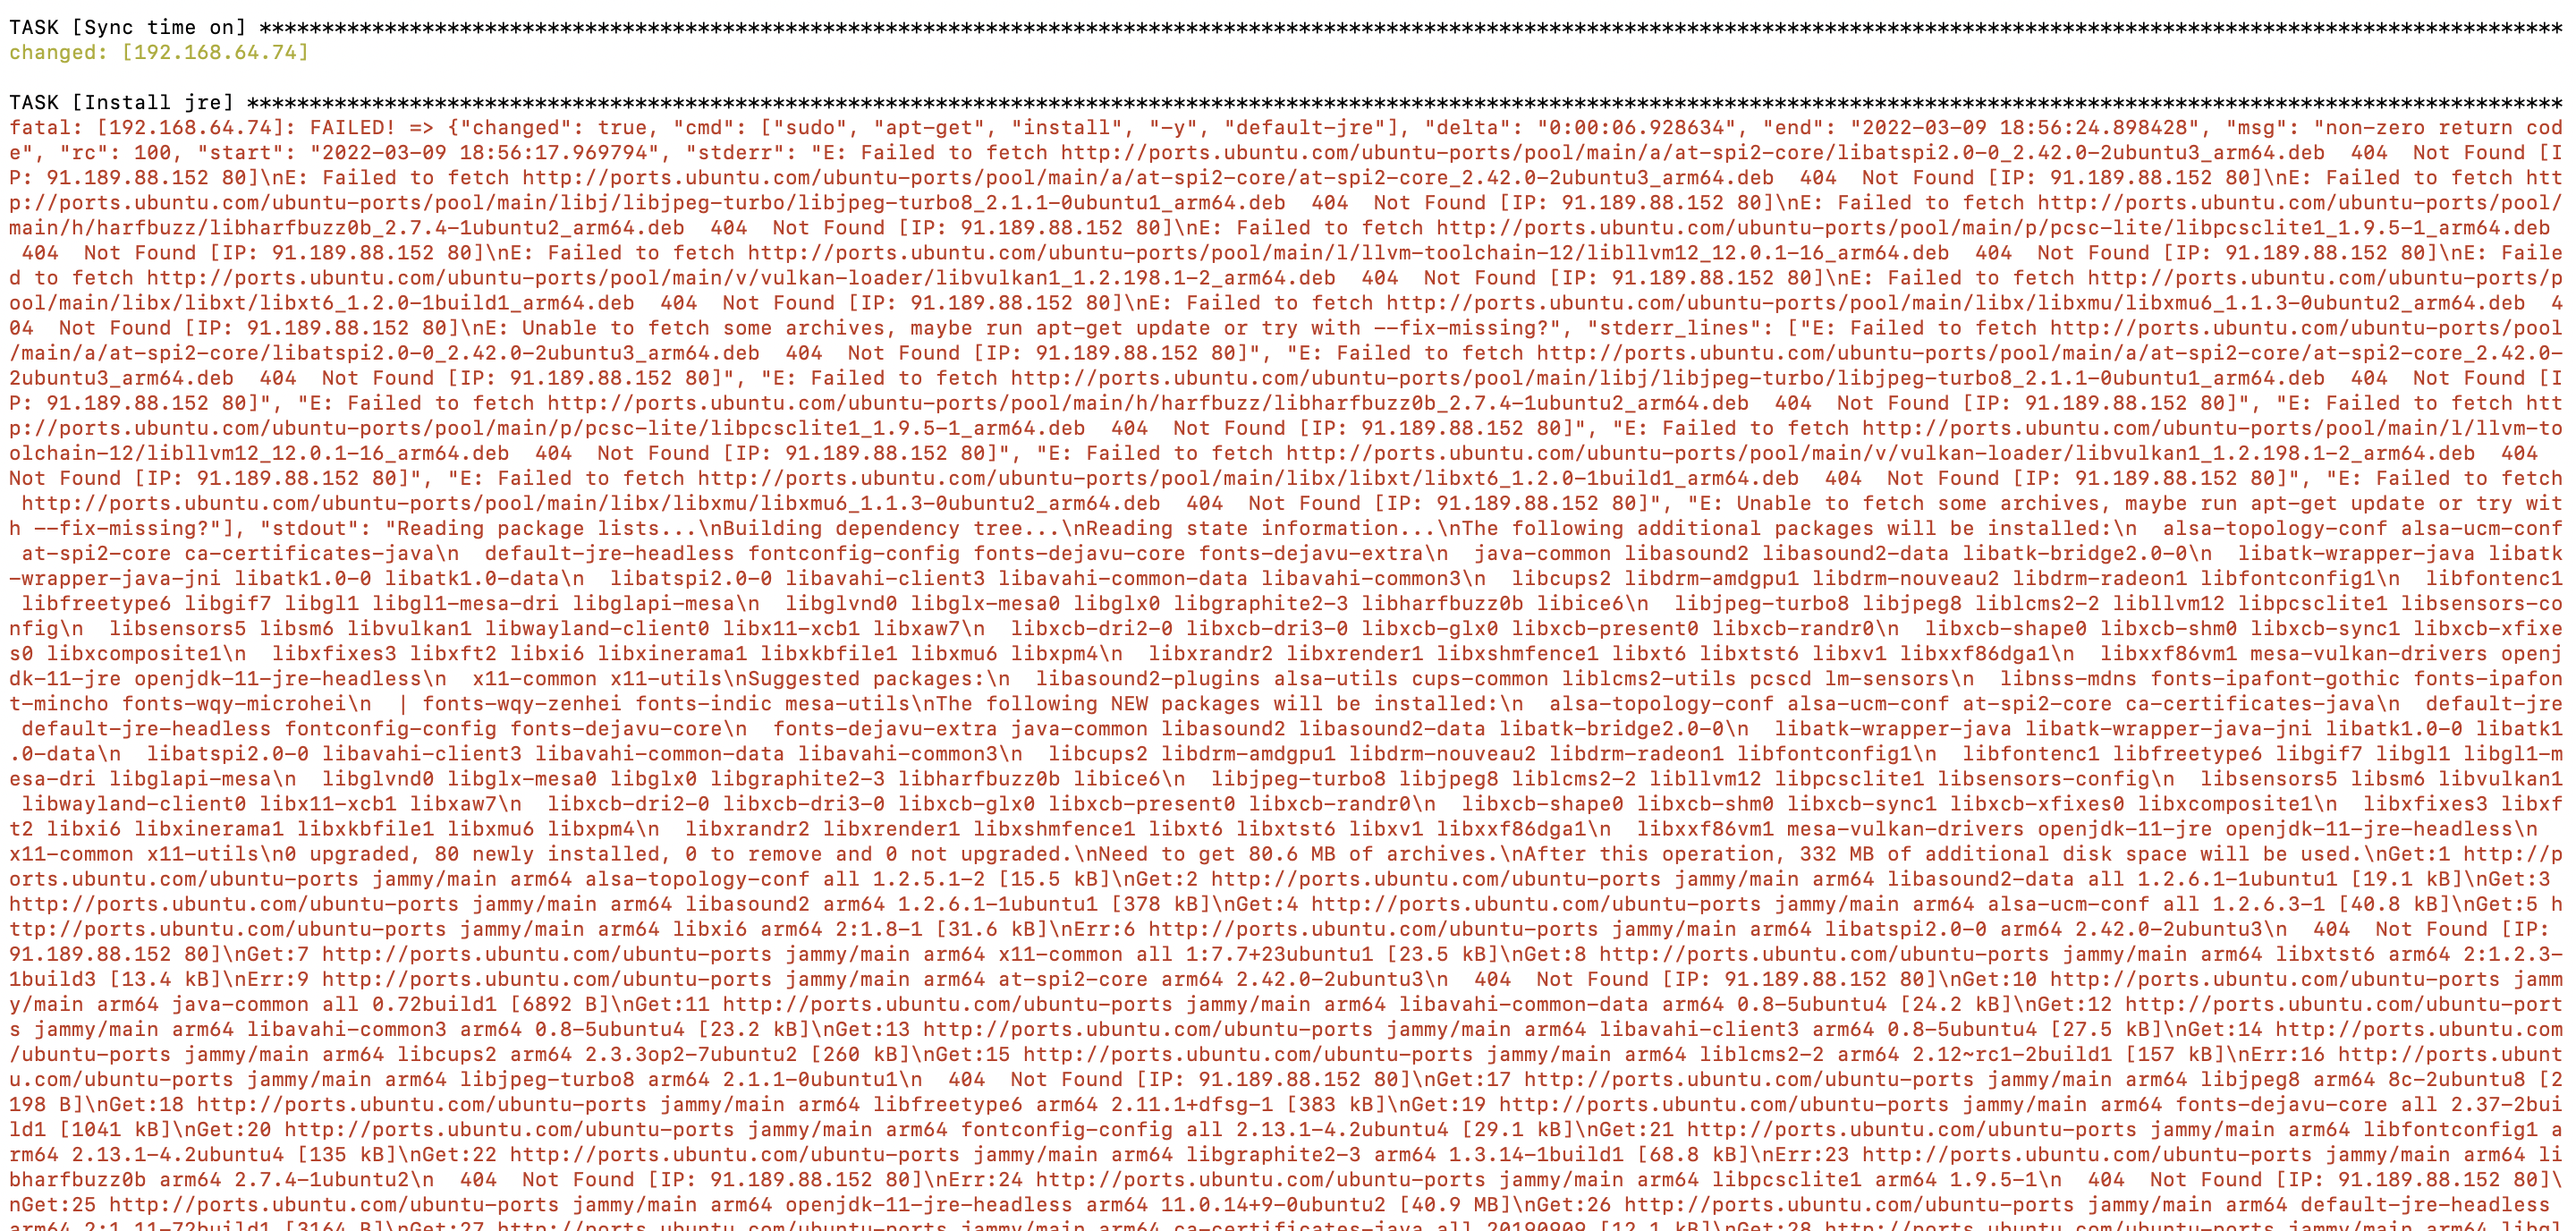 TASK [Sync time on] ****************************************************************************************************************************************************************************************
changed: [192.168.64.74]
TASK [Install jre] *****************************************************************************************************************************************************************************************
fatal: [192.168.64.74]: FAILED! => {"changed": true, "cmd": ["sudo", "apt-get", "install", "-y", "default-jre"], "delta": "0:00:06.928634", "end": "2022-03-09 18:56:24.898428", "msg": "non-zero return cod
e", "rc": 100, "start": "2022-03-09 18:56:17.969794", "stderr": "E: Failed to fetch http://ports.ubuntu.com/ubuntu-ports/pool/main/a/at-spi2-core/libatspi2.0-0_2.42.0-2ubuntu3_arm64.deb  404  Not Found [I
P: 91.189.88.152 80]\nE: Failed to fetch http://ports.ubuntu.com/ubuntu-ports/pool/main/a/at-spi2-core/at-spi2-core_2.42.0-2ubuntu3_arm64.deb  404  Not Found [IP: 91.189.88.152 80]\nE: Failed to fetch htt
p://ports.ubuntu.com/ubuntu-ports/pool/main/libj/libjpeg-turbo/libjpeg-turbo8_2.1.1-0ubuntu1_arm64.deb  404  Not Found [IP: 91.189.88.152 80]\nE: Failed to fetch http://ports.ubuntu.com/ubuntu-ports/pool/
main/h/harfbuzz/libharfbuzz0b_2.7.4-1ubuntu2_arm64.deb  404  Not Found [IP: 91.189.88.152 80]\nE: Failed to fetch http://ports.ubuntu.com/ubuntu-ports/pool/main/p/pcsc-lite/libpcsclite1_1.9.5-1_arm64.deb
 404  Not Found [IP: 91.189.88.152 80]\nE: Failed to fetch http://ports.ubuntu.com/ubuntu-ports/pool/main/l/llvm-toolchain-12/libllvm12_12.0.1-16_arm64.deb  404  Not Found [IP: 91.189.88.152 80]\nE: Faile
d to fetch http://ports.ubuntu.com/ubuntu-ports/pool/main/v/vulkan-loader/libvulkan1_1.2.198.1-2_arm64.deb  404  Not Found [IP: 91.189.88.152 80]\nE: Failed to fetch http://ports.ubuntu.com/ubuntu-ports/p
ool/main/libx/libxt/libxt6_1.2.0-1build1_arm64.deb  404  Not Found [IP: 91.189.88.152 80]\nE: Failed to fetch http://ports.ubuntu.com/ubuntu-ports/pool/main/libx/libxmu/libxmu6_1.1.3-0ubuntu2_arm64.deb  4
04  Not Found [IP: 91.189.88.152 80]\nE: Unable to fetch some archives, maybe run apt-get update or try with --fix-missing?", "stderr_lines": ["E: Failed to fetch http://ports.ubuntu.com/ubuntu-ports/pool
/main/a/at-spi2-core/libatspi2.0-0_2.42.0-2ubuntu3_arm64.deb  404  Not Found [IP: 91.189.88.152 80]", "E: Failed to fetch http://ports.ubuntu.com/ubuntu-ports/pool/main/a/at-spi2-core/at-spi2-core_2.42.0-
2ubuntu3_arm64.deb  404  Not Found [IP: 91.189.88.152 80]", "E: Failed to fetch http://ports.ubuntu.com/ubuntu-ports/pool/main/libj/libjpeg-turbo/libjpeg-turbo8_2.1.1-0ubuntu1_arm64.deb  404  Not Found [I
P: 91.189.88.152 80]", "E: Failed to fetch http://ports.ubuntu.com/ubuntu-ports/pool/main/h/harfbuzz/libharfbuzz0b_2.7.4-1ubuntu2_arm64.deb  404  Not Found [IP: 91.189.88.152 80]", "E: Failed to fetch htt
p://ports.ubuntu.com/ubuntu-ports/pool/main/p/pcsc-lite/libpcsclite1_1.9.5-1_arm64.deb  404  Not Found [IP: 91.189.88.152 80]", "E: Failed to fetch http://ports.ubuntu.com/ubuntu-ports/pool/main/l/llvm-to
olchain-12/libllvm12_12.0.1-16_arm64.deb  404  Not Found [IP: 91.189.88.152 80]", "E: Failed to fetch http://ports.ubuntu.com/ubuntu-ports/pool/main/v/vulkan-loader/libvulkan1_1.2.198.1-2_arm64.deb  404
Not Found [IP: 91.189.88.152 80]", "E: Failed to fetch http://ports.ubuntu.com/ubuntu-ports/pool/main/libx/libxt/libxt6_1.2.0-1build1_arm64.deb  404  Not Found [IP: 91.189.88.152 80]", "E: Failed to fetch
 http://ports.ubuntu.com/ubuntu-ports/pool/main/libx/libxmu/libxmu6_1.1.3-0ubuntu2_arm64.deb  404  Not Found [IP: 91.189.88.152 80]", "E: Unable to fetch some archives, maybe run apt-get update or try wit
h --fix-missing?"], "stdout": "Reading package lists...\nBuilding dependency tree...\nReading state information...\nThe following additional packages will be installed:\n  alsa-topology-conf alsa-ucm-conf
 at-spi2-core ca-certificates-java\n  default-jre-headless fontconfig-config fonts-dejavu-core fonts-dejavu-extra\n  java-common libasound2 libasound2-data libatk-bridge2.0-0\n  libatk-wrapper-java libatk
-wrapper-java-jni libatk1.0-0 libatk1.0-data\n  libatspi2.0-0 libavahi-client3 libavahi-common-data libavahi-common3\n  libcups2 libdrm-amdgpu1 libdrm-nouveau2 libdrm-radeon1 libfontconfig1\n  libfontenc1
 libfreetype6 libgif7 libgl1 libgl1-mesa-dri libglapi-mesa\n  libglvnd0 libglx-mesa0 libglx0 libgraphite2-3 libharfbuzz0b libice6\n  libjpeg-turbo8 libjpeg8 liblcms2-2 libllvm12 libpcsclite1 libsensors-co
nfig\n  libsensors5 libsm6 libvulkan1 libwayland-client0 libx11-xcb1 libxaw7\n  libxcb-dri2-0 libxcb-dri3-0 libxcb-glx0 libxcb-present0 libxcb-randr0\n  libxcb-shape0 libxcb-shm0 libxcb-sync1 libxcb-xfixe
s0 libxcomposite1\n  libxfixes3 libxft2 libxi6 libxinerama1 libxkbfile1 libxmu6 libxpm4\n  libxrandr2 libxrender1 libxshmfence1 libxt6 libxtst6 libxv1 libxxf86dga1\n  libxxf86vm1 mesa-vulkan-drivers openj
dk-11-jre openjdk-11-jre-headless\n  x11-common x11-utils\nSuggested packages:\n  libasound2-plugins alsa-utils cups-common liblcms2-utils pcscd lm-sensors\n  libnss-mdns fonts-ipafont-gothic fonts-ipafon
t-mincho fonts-wqy-microhei\n  | fonts-wqy-zenhei fonts-indic mesa-utils\nThe following NEW packages will be installed:\n  alsa-topology-conf alsa-ucm-conf at-spi2-core ca-certificates-java\n  default-jre
 default-jre-headless fontconfig-config fonts-dejavu-core\n  fonts-dejavu-extra java-common libasound2 libasound2-data libatk-bridge2.0-0\n  libatk-wrapper-java libatk-wrapper-java-jni libatk1.0-0 libatk1
.0-data\n  libatspi2.0-0 libavahi-client3 libavahi-common-data libavahi-common3\n  libcups2 libdrm-amdgpu1 libdrm-nouveau2 libdrm-radeon1 libfontconfig1\n  libfontenc1 libfreetype6 libgif7 libgl1 libgl1-m
esa-dri libglapi-mesa\n  libglvnd0 libglx-mesa0 libglx0 libgraphite2-3 libharfbuzz0b libice6\n  libjpeg-turbo8 libjpeg8 liblcms2-2 libllvm12 libpcsclite1 libsensors-config\n  libsensors5 libsm6 libvulkan1
 libwayland-client0 libx11-xcb1 libxaw7\n  libxcb-dri2-0 libxcb-dri3-0 libxcb-glx0 libxcb-present0 libxcb-randr0\n  libxcb-shape0 libxcb-shm0 libxcb-sync1 libxcb-xfixes0 libxcomposite1\n  libxfixes3 libxf
t2 libxi6 libxinerama1 libxkbfile1 libxmu6 libxpm4\n  libxrandr2 libxrender1 libxshmfence1 libxt6 libxtst6 libxv1 libxxf86dga1\n  libxxf86vm1 mesa-vulkan-drivers openjdk-11-jre openjdk-11-jre-headless\n
x11-common x11-utils\n0 upgraded, 80 newly installed, 0 to remove and 0 not upgraded.\nNeed to get 80.6 MB of archives.\nAfter this operation, 332 MB of additional disk space will be used.\nGet:1 http://p
orts.ubuntu.com/ubuntu-ports jammy/main arm64 alsa-topology-conf all 1.2.5.1-2 [15.5 kB]\nGet:2 http://ports.ubuntu.com/ubuntu-ports jammy/main arm64 libasound2-data all 1.2.6.1-1ubuntu1 [19.1 kB]\nGet:3
http://ports.ubuntu.com/ubuntu-ports jammy/main arm64 libasound2 arm64 1.2.6.1-1ubuntu1 [378 kB]\nGet:4 http://ports.ubuntu.com/ubuntu-ports jammy/main arm64 alsa-ucm-conf all 1.2.6.3-1 [40.8 kB]\nGet:5 h
ttp://ports.ubuntu.com/ubuntu-ports jammy/main arm64 libxi6 arm64 2:1.8-1 [31.6 kB]\nErr:6 http://ports.ubuntu.com/ubuntu-ports jammy/main arm64 libatspi2.0-0 arm64 2.42.0-2ubuntu3\n  404  Not Found [IP:
91.189.88.152 80]\nGet:7 http://ports.ubuntu.com/ubuntu-ports jammy/main arm64 x11-common all 1:7.7+23ubuntu1 [23.5 kB]\nGet:8 http://ports.ubuntu.com/ubuntu-ports jammy/main arm64 libxtst6 arm64 2:1.2.3-
1build3 [13.4 kB]\nErr:9 http://ports.ubuntu.com/ubuntu-ports jammy/main arm64 at-spi2-core arm64 2.42.0-2ubuntu3\n  404  Not Found [IP: 91.189.88.152 80]\nGet:10 http://ports.ubuntu.com/ubuntu-ports jamm
y/main arm64 java-common all 0.72build1 [6892 B]\nGet:11 http://ports.ubuntu.com/ubuntu-ports jammy/main arm64 libavahi-common-data arm64 0.8-5ubuntu4 [24.2 kB]\nGet:12 http://ports.ubuntu.com/ubuntu-port
s jammy/main arm64 libavahi-common3 arm64 0.8-5ubuntu4 [23.2 kB]\nGet:13 http://ports.ubuntu.com/ubuntu-ports jammy/main arm64 libavahi-client3 arm64 0.8-5ubuntu4 [27.5 kB]\nGet:14 http://ports.ubuntu.com
/ubuntu-ports jammy/main arm64 libcups2 arm64 2.3.3op2-7ubuntu2 [260 kB]\nGet:15 http://ports.ubuntu.com/ubuntu-ports jammy/main arm64 liblcms2-2 arm64 2.12~rc1-2build1 [157 kB]\nErr:16 http://ports.ubunt
u.com/ubuntu-ports jammy/main arm64 libjpeg-turbo8 arm64 2.1.1-0ubuntu1\n  404  Not Found [IP: 91.189.88.152 80]\nGet:17 http://ports.ubuntu.com/ubuntu-ports jammy/main arm64 libjpeg8 arm64 8c-2ubuntu8 [2
198 B]\nGet:18 http://ports.ubuntu.com/ubuntu-ports jammy/main arm64 libfreetype6 arm64 2.11.1+dfsg-1 [383 kB]\nGet:19 http://ports.ubuntu.com/ubuntu-ports jammy/main arm64 fonts-dejavu-core all 2.37-2bui
ld1 [1041 kB]\nGet:20 http://ports.ubuntu.com/ubuntu-ports jammy/main arm64 fontconfig-config all 2.13.1-4.2ubuntu4 [29.1 kB]\nGet:21 http://ports.ubuntu.com/ubuntu-ports jammy/main arm64 libfontconfig1 a
rm64 2.13.1-4.2ubuntu4 [135 kB]\nGet:22 http://ports.ubuntu.com/ubuntu-ports jammy/main arm64 libgraphite2-3 arm64 1.3.14-1build1 [68.8 kB]\nErr:23 http://ports.ubuntu.com/ubuntu-ports jammy/main arm64 li
bharfbuzz0b arm64 2.7.4-1ubuntu2\n  404  Not Found [IP: 91.189.88.152 80]\nErr:24 http://ports.ubuntu.com/ubuntu-ports jammy/main arm64 libpcsclite1 arm64 1.9.5-1\n  404  Not Found [IP: 91.189.88.152 80]\
nGet:25 http://ports.ubuntu.com/ubuntu-ports jammy/main arm64 openjdk-11-jre-headless arm64 11.0.14+9-0ubuntu2 [40.9 MB]\nGet:26 http://ports.ubuntu.com/ubuntu-ports jammy/main arm64 default-jre-headless
arm64 2:1.11-72build1 [3164 B]\nGet:27 http://ports.ubuntu.com/ubuntu-ports jammy/main arm64 ca-certificates-java all 20190909 [12.1 kB]\nGet:28 http://ports.ubuntu.com/ubuntu-ports jammy/main arm64 libgl